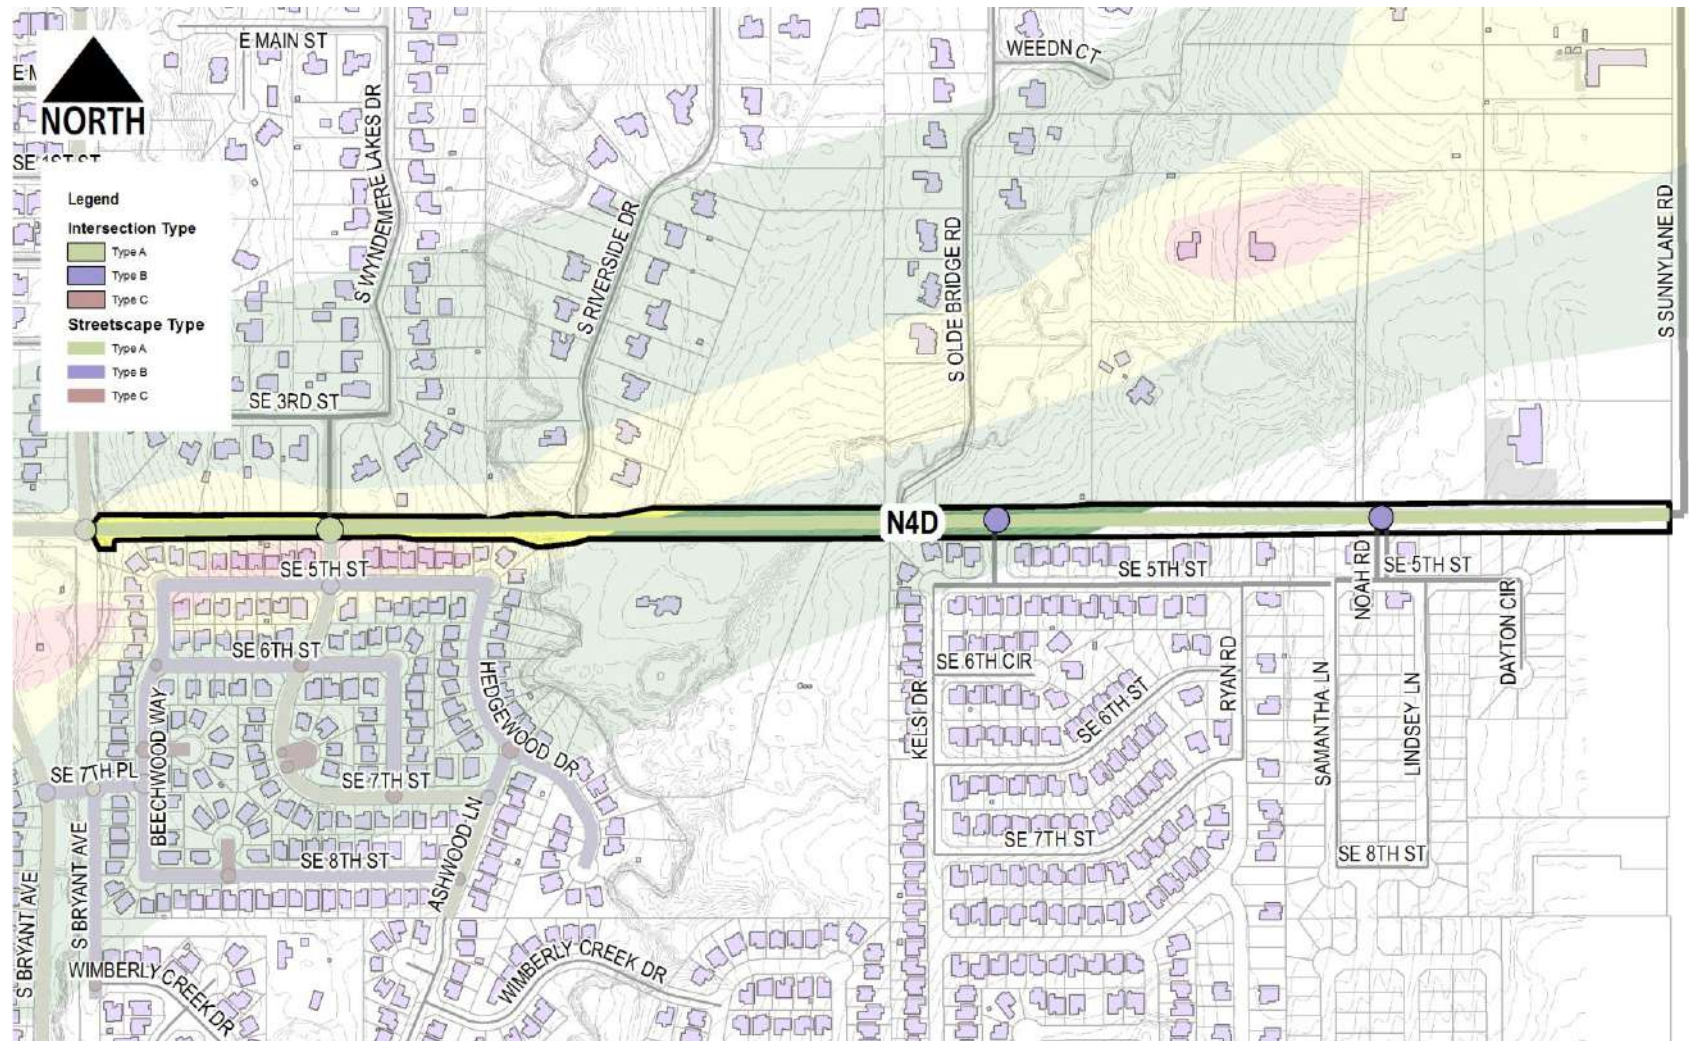 E MAIN ST
WEEDN CT
NORTH
S WYNDEMERE LAKES DR
Legend
Intersection Type
Type A
Type B
Type C
Streetscape Type
Type A
Type B
Type C
S RIVERSIDE DR
S OLDE BRIDGE RD
S SUNNYLANE RD
SE 3RD ST
N4D
SE 5TH ST
SE 5TH ST
SE 5TH ST
NOAH RD
DAYTON CIR
SE 6TH ST
HEDGEWOOD DR
SE 6TH CIR
SE 6TH ST
RYAN RD
SAMANTHA LN
LINDSEY LN
KELSI DR
BEECHWOOD WAY
SE 7TH PL
SE 7TH ST
SE 7TH ST
SE 8TH ST
SE 8TH ST
ASHWOOD LN
S BRYANT AVE
S BRYANT AVE
WIMBERLY CREEK DR
WIMBERLY CREEK DR